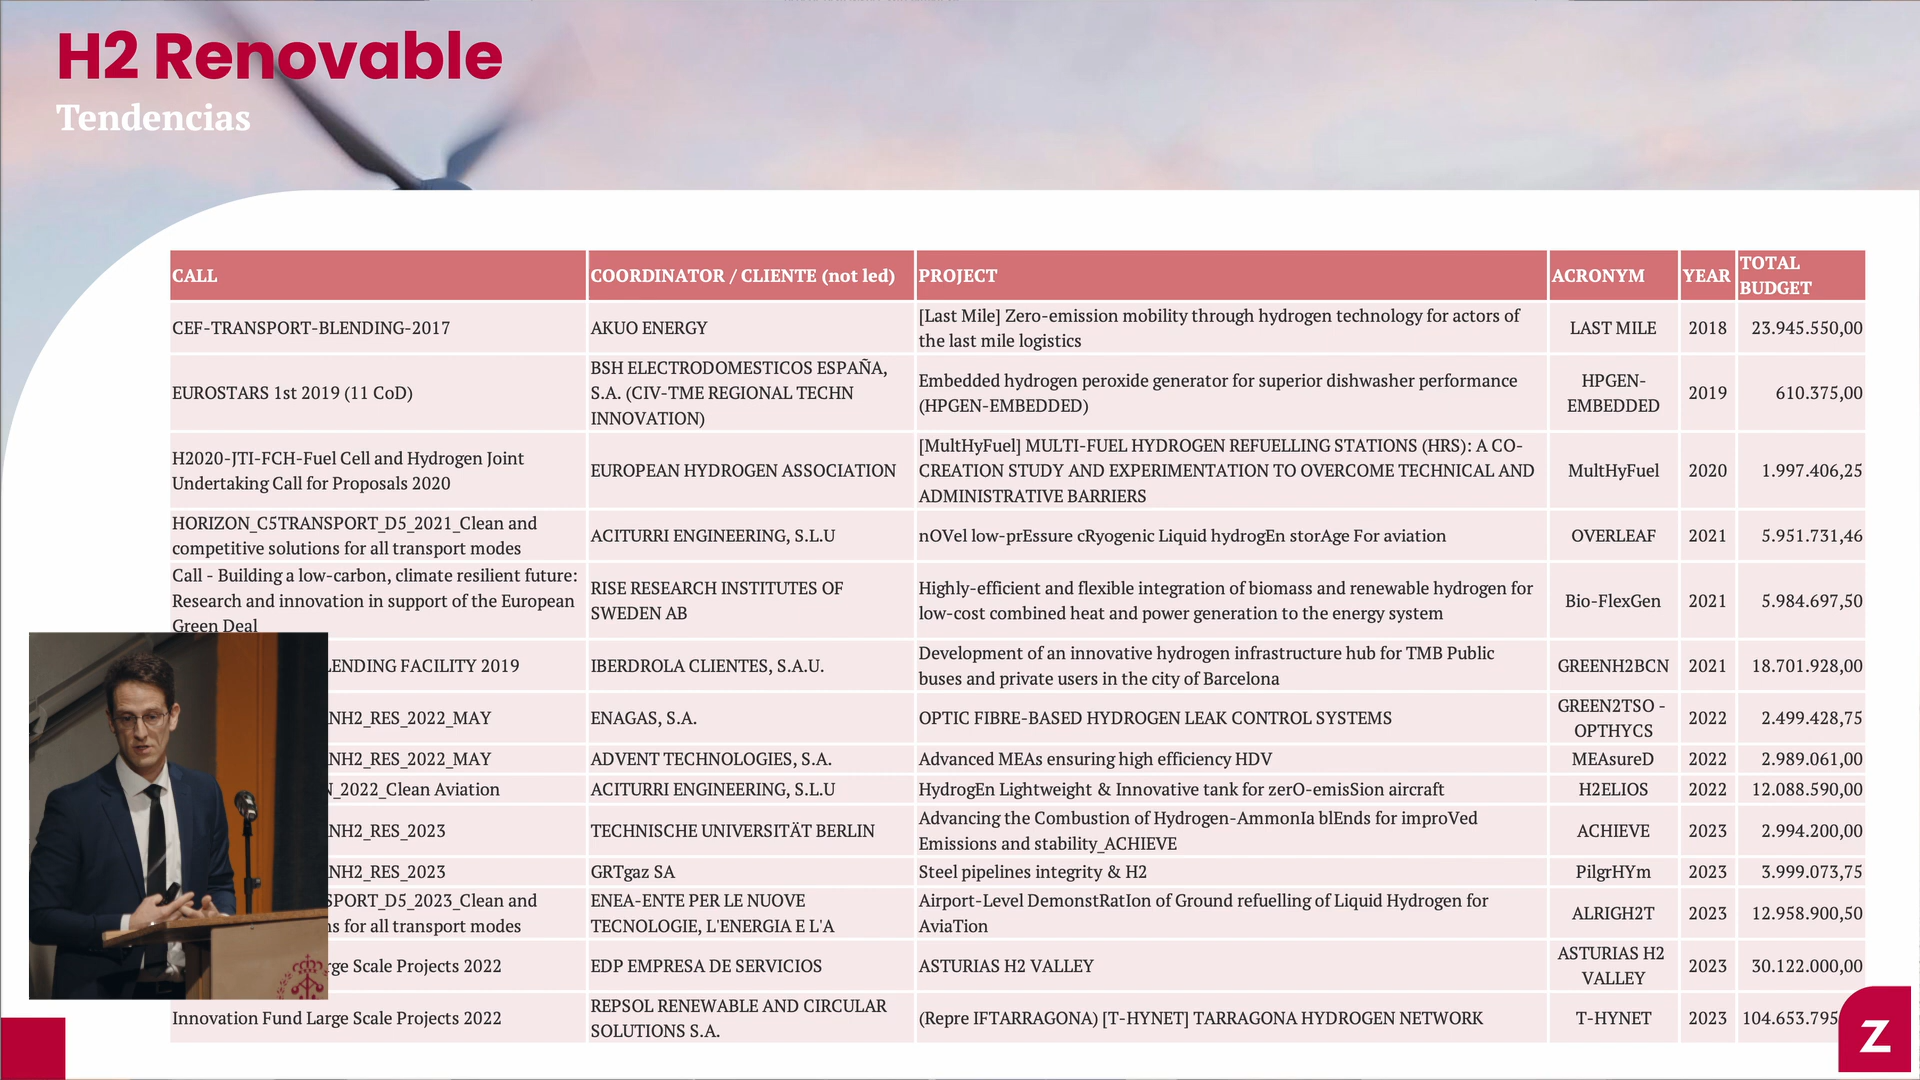 H2 Renovable
Tendencias
CALL COORDINATOR / CLIENTE (not led) PROJECT ACRONYM YEAR TOTAL BUDGET
CEF-TRANSPORT-BLENDING-2017 AKUO ENERGY [Last Mile] Zero-emission mobility through hydrogen technology for actors of the last mile logistics LAST MILE 2018 23.945.550,00
EUROSTARS 1st 2019 (11 CoD) BSH ELECTRODOMESTICOS ESPAÑA, S.A. (CIV-TME REGIONAL TECHN INNOVATION) Embedded hydrogen peroxide generator for superior dishwasher performance (HPGEN-EMBEDDED) HPGEN-EMBEDDED 2019 610.375,00
H2020-JTI-FCH-Fuel Cell and Hydrogen Joint Undertaking Call for Proposals 2020 EUROPEAN HYDROGEN ASSOCIATION [MultHyFuel] MULTI-FUEL HYDROGEN REFUELLING STATIONS (HRS): A CO-CREATION STUDY AND EXPERIMENTATION TO OVERCOME TECHNICAL AND ADMINISTRATIVE BARRIERS MultHyFuel 2020 1.997.406,25
HORIZON_C5TRANSPORT_D5_2021_Clean and competitive solutions for all transport modes ACITURRI ENGINEERING, S.L.U nOVel low-prEssure cRyogenic Liquid hydrogEn storAge For aviation OVERLEAF 2021 5.951.731,46
Call - Building a low-carbon, climate resilient future: Research and innovation in support of the European Green Deal RISE RESEARCH INSTITUTES OF SWEDEN AB Highly-efficient and flexible integration of biomass and renewable hydrogen for low-cost combined heat and power generation to the energy system Bio-FlexGen 2021 5.984.697,50
LENDING FACILITY 2019 IBERDROLA CLIENTES, S.A.U. Development of an innovative hydrogen infrastructure hub for TMB Public buses and private users in the city of Barcelona GREENH2BCN 2021 18.701.928,00
NH2_RES_2022_MAY ENAGAS, S.A. OPTIC FIBRE-BASED HYDROGEN LEAK CONTROL SYSTEMS GREEN2TSO - OPTHYCS 2022 2.499.428,75
NH2_RES_2022_MAY ADVENT TECHNOLOGIES, S.A. Advanced MEAs ensuring high efficiency HDV MEAsureD 2022 2.989.061,00
_2022_Clean Aviation ACITURRI ENGINEERING, S.L.U HydrogEn Lightweight & Innovative tank for zerO-emisSion aircraft H2ELIOS 2022 12.088.590,00
NH2_RES_2023 TECHNISCHE UNIVERSITÄT BERLIN Advancing the Combustion of Hydrogen-AmmonIa blEnds for improVed Emissions and stability_ACHIEVE ACHIEVE 2023 2.994.200,00
NH2_RES_2023 GRTgaz SA Steel pipelines integrity & H2 PilgrHYm 2023 3.999.073,75
SPORT_D5_2023_Clean and s for all transport modes ENEA-ENTE PER LE NUOVE TECNOLOGIE, L'ENERGIA E L'A Airport-Level DemonstRatIon of Ground refuelling of Liquid Hydrogen for AviaTion ALRIGH2T 2023 12.958.900,50
rge Scale Projects 2022 EDP EMPRESA DE SERVICIOS ASTURIAS H2 VALLEY ASTURIAS H2 VALLEY 2023 30.122.000,00
Innovation Fund Large Scale Projects 2022 REPSOL RENEWABLE AND CIRCULAR SOLUTIONS S.A. (Repre IFTARRAGONA) [T-HYNET] TARRAGONA HYDROGEN NETWORK T-HYNET 2023 104.653.795
Z